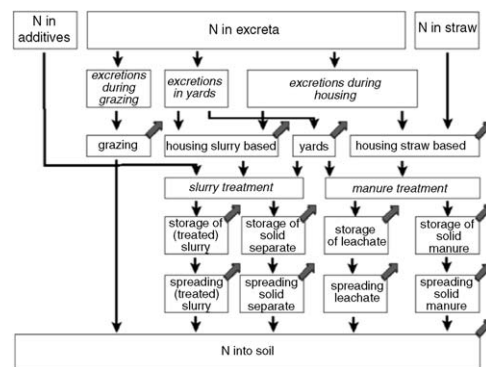 N in
additives
N in excreta
N in straw
excretions
during
grazing
excretions
in yards
excretions during
housing
grazing
housing slurry based
yards
housing straw based
slurry treatment
manure treatment
storage of
(treated)
slurry
storage of
solid
separate
storage
of leachate
storage of
solid
manure
spreading
(treated)
slurry
spreading
solid
separate
spreading
leachate
spreading
solid
manure
N into soil